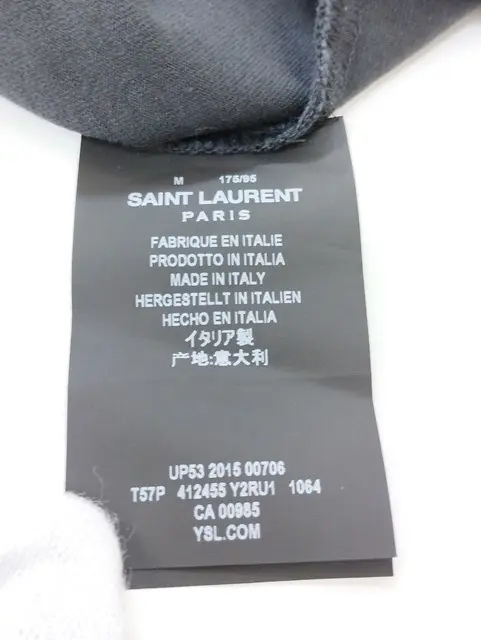 M 175/95
SAINT LAURENT
PARIS
FABRIQUE EN ITALIE
PRODOTTO IN ITALIA
MADE IN ITALY
HERGESTELLT IN ITALIEN
HECHO EN ITALIA
イタリア製
产地:意大利
UP53 2015 00706
T57P 412455 Y2RU1 1064
CA 00985
YSL.COM